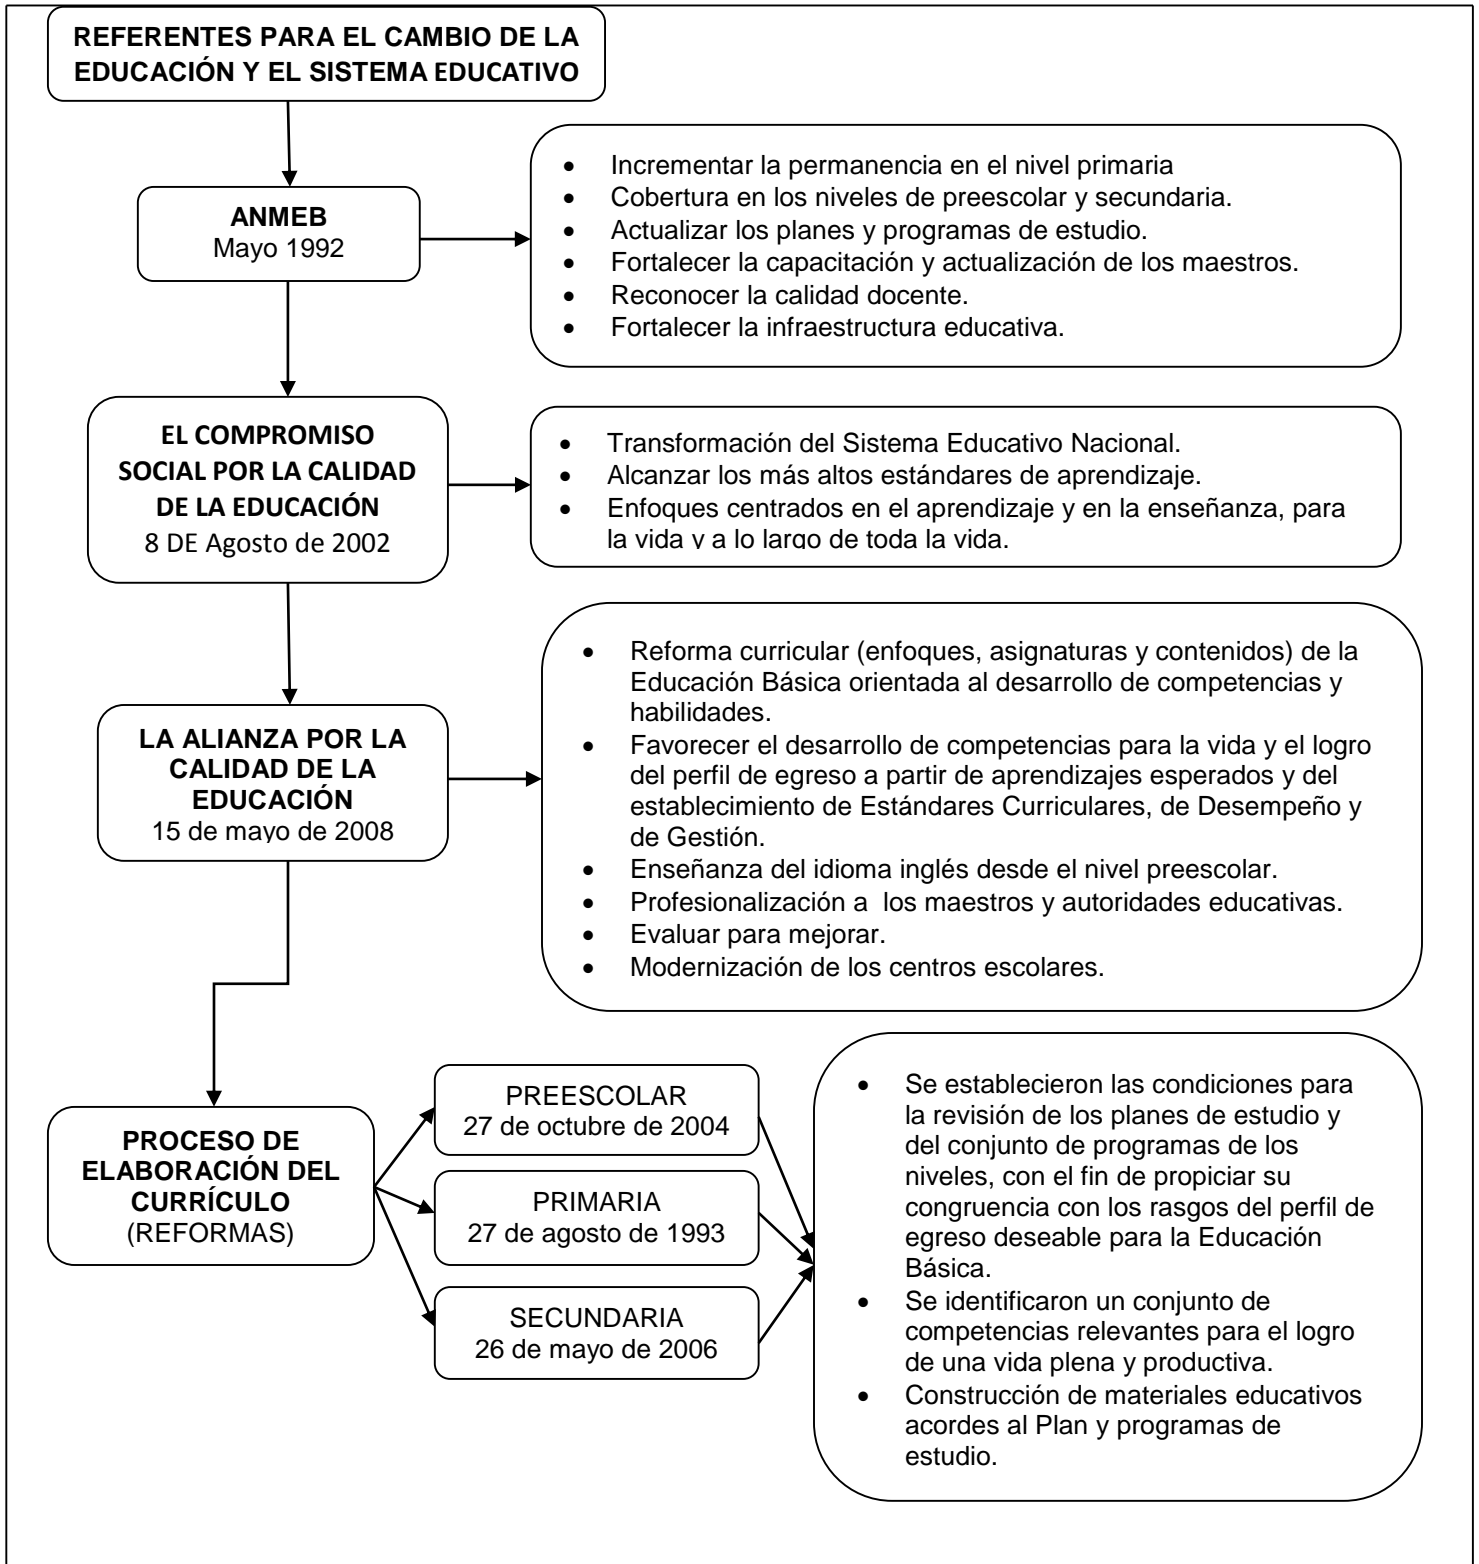 REFERENTES PARA EL CAMBIO DE LA
EDUCACIÓN Y EL SISTEMA EDUCATIVO
ANMEB
Mayo 1992
• Incrementar la permanencia en el nivel primaria
• Cobertura en los niveles de preescolar y secundaria.
• Actualizar los planes y programas de estudio.
• Fortalecer la capacitación y actualización de los maestros.
• Reconocer la calidad docente.
• Fortalecer la infraestructura educativa.
EL COMPROMISO
SOCIAL POR LA CALIDAD
DE LA EDUCACIÓN
8 DE Agosto de 2002
• Transformación del Sistema Educativo Nacional.
• Alcanzar los más altos estándares de aprendizaje.
• Enfoques centrados en el aprendizaje y en la enseñanza, para
la vida y a lo largo de toda la vida.
LA ALIANZA POR LA
CALIDAD DE LA
EDUCACIÓN
15 de mayo de 2008
• Reforma curricular (enfoques, asignaturas y contenidos) de la
Educación Básica orientada al desarrollo de competencias y
habilidades.
• Favorecer el desarrollo de competencias para la vida y el logro
del perfil de egreso a partir de aprendizajes esperados y del
establecimiento de Estándares Curriculares, de Desempeño y
de Gestión.
• Enseñanza del idioma inglés desde el nivel preescolar.
• Profesionalización a  los maestros y autoridades educativas.
• Evaluar para mejorar.
• Modernización de los centros escolares.
PROCESO DE
ELABORACIÓN DEL
CURRÍCULO
(REFORMAS)
PREESCOLAR
27 de octubre de 2004
PRIMARIA
27 de agosto de 1993
SECUNDARIA
26 de mayo de 2006
• Se establecieron las condiciones para
la revisión de los planes de estudio y
del conjunto de programas de los
niveles, con el fin de propiciar su
congruencia con los rasgos del perfil de
egreso deseable para la Educación
Básica.
• Se identificaron un conjunto de
competencias relevantes para el logro
de una vida plena y productiva.
• Construcción de materiales educativos
acordes al Plan y programas de
estudio.